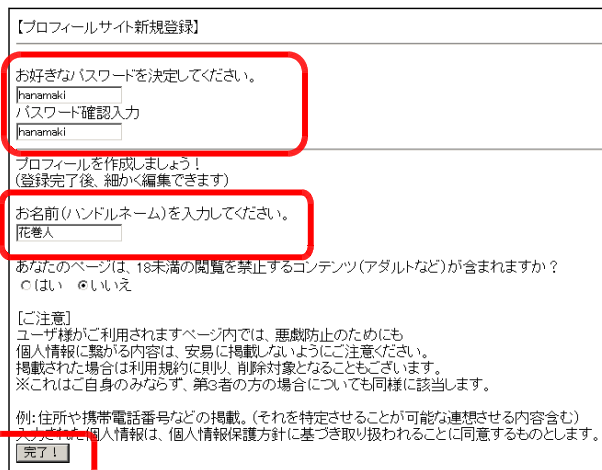 【プロフィールサイト新規登録】
お好きなパスワードを決定してください。
hanamaki
パスワード確認入力
hanamaki
プロフィールを作成しましょう！
(登録完了後、細かく編集できます)
お名前(ハンドルネーム)を入力してください。
花巻人
あなたのページは、18未満の閲覧を禁止するコンテンツ(アダルトなど)が含まれますか？
はい いいえ
[ご注意]
ユーザ様がご利用されますページ内では、悪戯防止のためにも
個人情報に繋がる内容は、安易に掲載しないようにご注意ください。
掲載された場合は利用規約に則り、削除対象となることもございます。
※これはご自身のみならず、第3者の方の場合についても同様に該当します。
例:住所や携帯電話番号などの掲載。(それを特定させることが可能な連想させる内容含む)
入力された個人情報は、個人情報保護方針に基づき取り扱われることに同意するものとします。
完了！